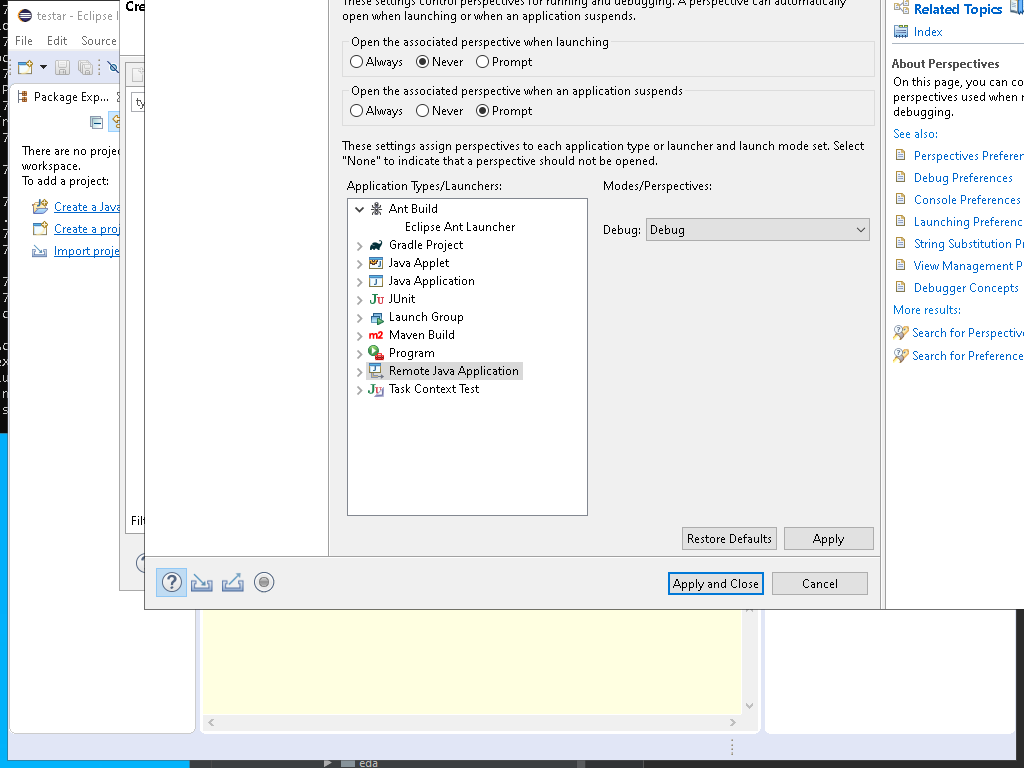 testar - Eclipse
Cre
File Edit Source
Package Exp...
ty
There are no proje
workspace.
To add a project:
Create a Java
Create a proj
Import proje
Filt
These settings control perspectives for running and debugging. A perspective can automatically
open when launching or when an application suspends.
Open the associated perspective when launching
Always Never Prompt
Open the associated perspective when an application suspends
Always Never Prompt
These settings assign perspectives to each application type or launcher and launch mode set. Select
"None" to indicate that a perspective should not be opened.
Application Types/Launchers:
Modes/Perspectives:
Ant Build
Eclipse Ant Launcher
Gradle Project
Java Applet
Java Application
JUnit
Launch Group
m2 Maven Build
Program
Remote Java Application
Task Context Test
Debug: Debug
Restore Defaults Apply
Apply and Close Cancel
Related Topics
Index
About Perspectives
On this page, you can co
perspectives used when r
debugging.
See also:
Perspectives Preferen
Debug Preferences
Console Preferences
Launching Preferenc
String Substitution P
View Management P
Debugger Concepts
More results:
Search for Perspective
Search for Preference
eda